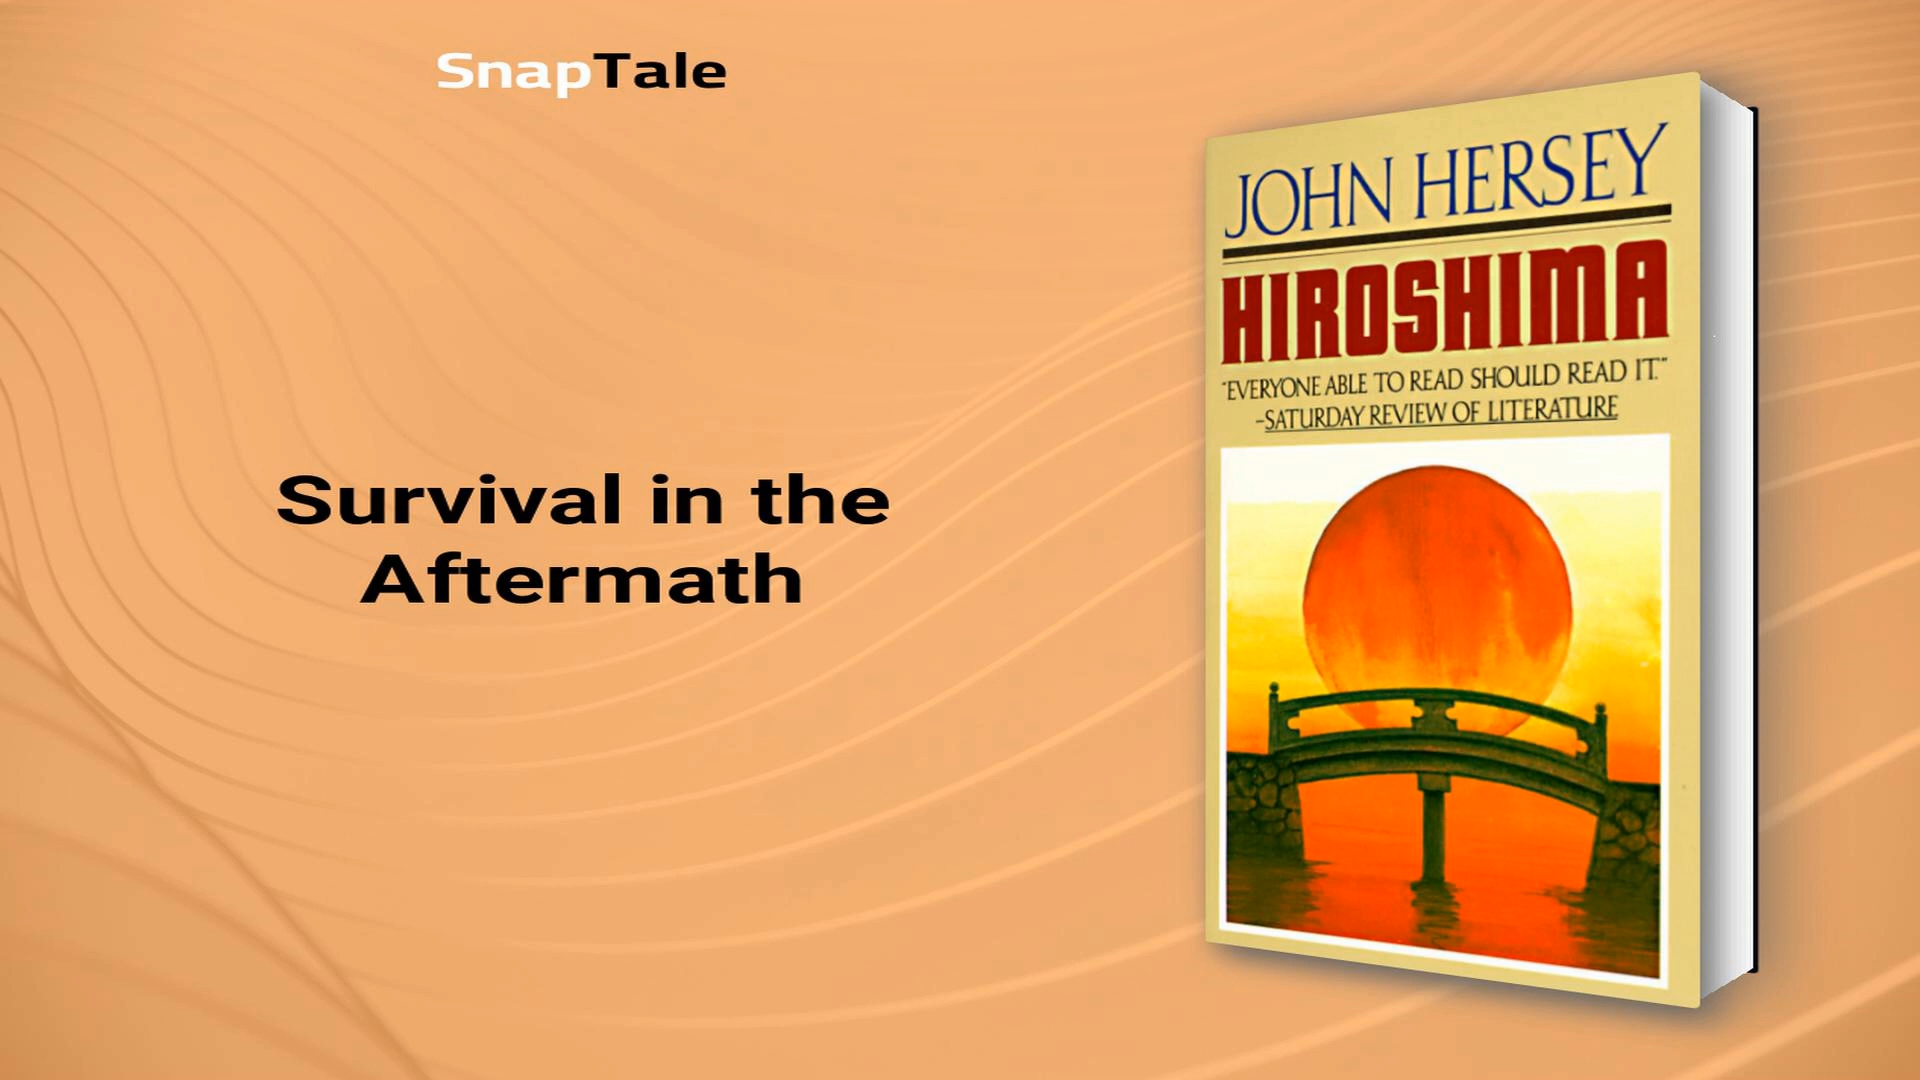 SnapTale
Survival in the
Aftermath
JOHN HERSEY
HIROSHIMA
"EVERYONE ABLE TO READ SHOULD READ IT."
–SATURDAY REVIEW OF LITERATURE